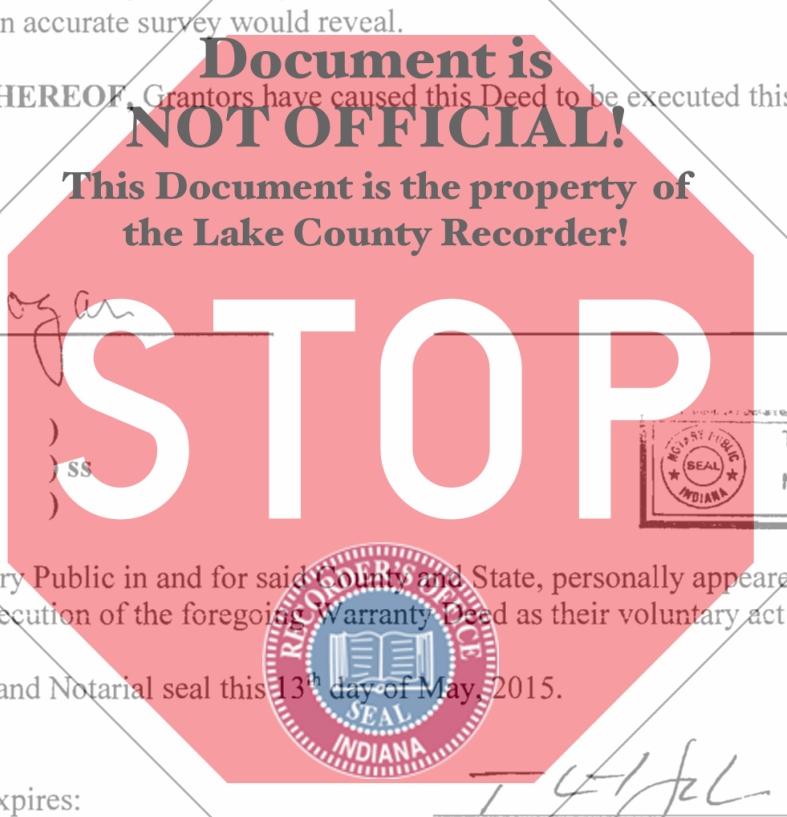 n accurate survey would reveal.
Document is
HEREOF, Grantors have caused this Deed to be executed this
NOT OFFICIAL!
This Document is the property of
the Lake County Recorder!
STOP
)
) ss
)
NOTARY PUBLIC
SEAL
INDIANA
ry Public in and for said County and State, personally appeare
ecution of the foregoing Warranty Deed as their voluntary act
RECORDER'S OFFICE
and Notarial seal this 13th day of May, 2015.
SEAL
INDIANA
xpires: